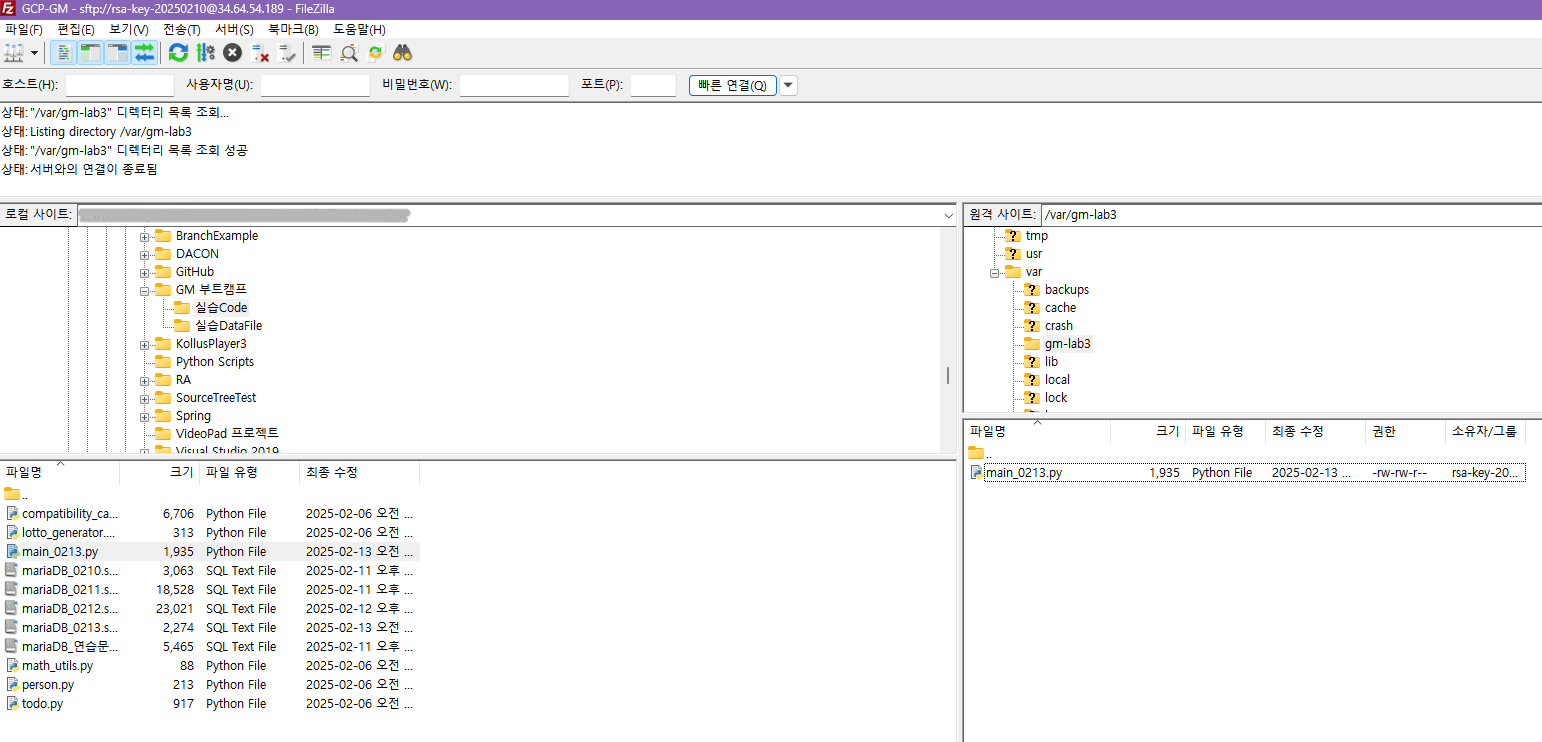 GCP-GM - sftp://rsa-key-20250210@34.64.54.189 - FileZilla
파일(F) 편집(E) 보기(V) 전송(T) 서버(S) 북마크(B) 도움말(H)
호스트(H): 사용자명(U): 비밀번호(W): 포트(P): 빠른 연결(Q)
상태: "/var/gm-lab3" 디렉터리 목록 조회...
상태: Listing directory /var/gm-lab3
상태: "/var/gm-lab3" 디렉터리 목록 조회 성공
상태: 서버와의 연결이 종료됨
로컬 사이트:
BranchExample
DACON
GitHub
GM 부트캠프
실습Code
실습DataFile
KollusPlayer3
Python Scripts
RA
SourceTreeTest
Spring
VideoPad 프로젝트
Visual Studio 2019
파일명 크기 파일 유형 최종 수정
..
compatibility_ca... 6,706 Python File 2025-02-06 오전 ...
lotto_generator.... 313 Python File 2025-02-06 오전 ...
main_0213.py 1,935 Python File 2025-02-13 오전 ...
mariaDB_0210.s... 3,063 SQL Text File 2025-02-11 오후 ...
mariaDB_0211.s... 18,528 SQL Text File 2025-02-11 오후 ...
mariaDB_0212.s... 23,021 SQL Text File 2025-02-12 오후 ...
mariaDB_0213.s... 2,274 SQL Text File 2025-02-13 오전 ...
mariaDB_연습문... 5,465 SQL Text File 2025-02-11 오후 ...
math_utils.py 88 Python File 2025-02-06 오전 ...
person.py 213 Python File 2025-02-06 오전 ...
todo.py 917 Python File 2025-02-06 오전 ...
원격 사이트: /var/gm-lab3
tmp
usr
var
backups
cache
crash
gm-lab3
lib
local
lock
파일명 크기 파일 유형 최종 수정 권한 소유자/그룹
..
main_0213.py 1,935 Python File 2025-02-13 ... -rw-rw-r-- rsa-key-20...